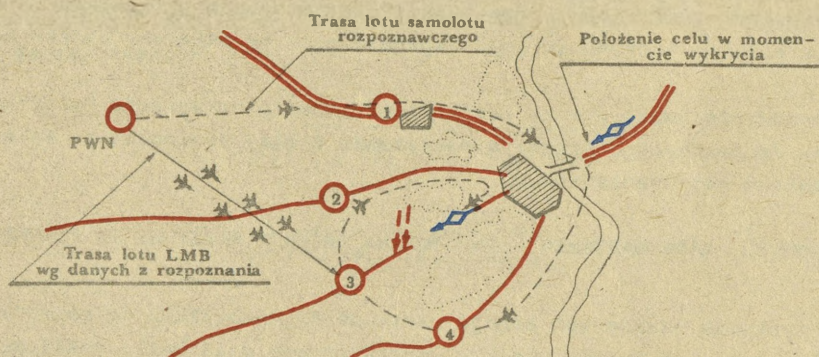 Trasa lotu samolotu
rozpoznawczego
Położenie celu w momen-
cie wykrycia
1
PWN
2
Trasa lotu LMB
wg danych z rozpoznania
3
4